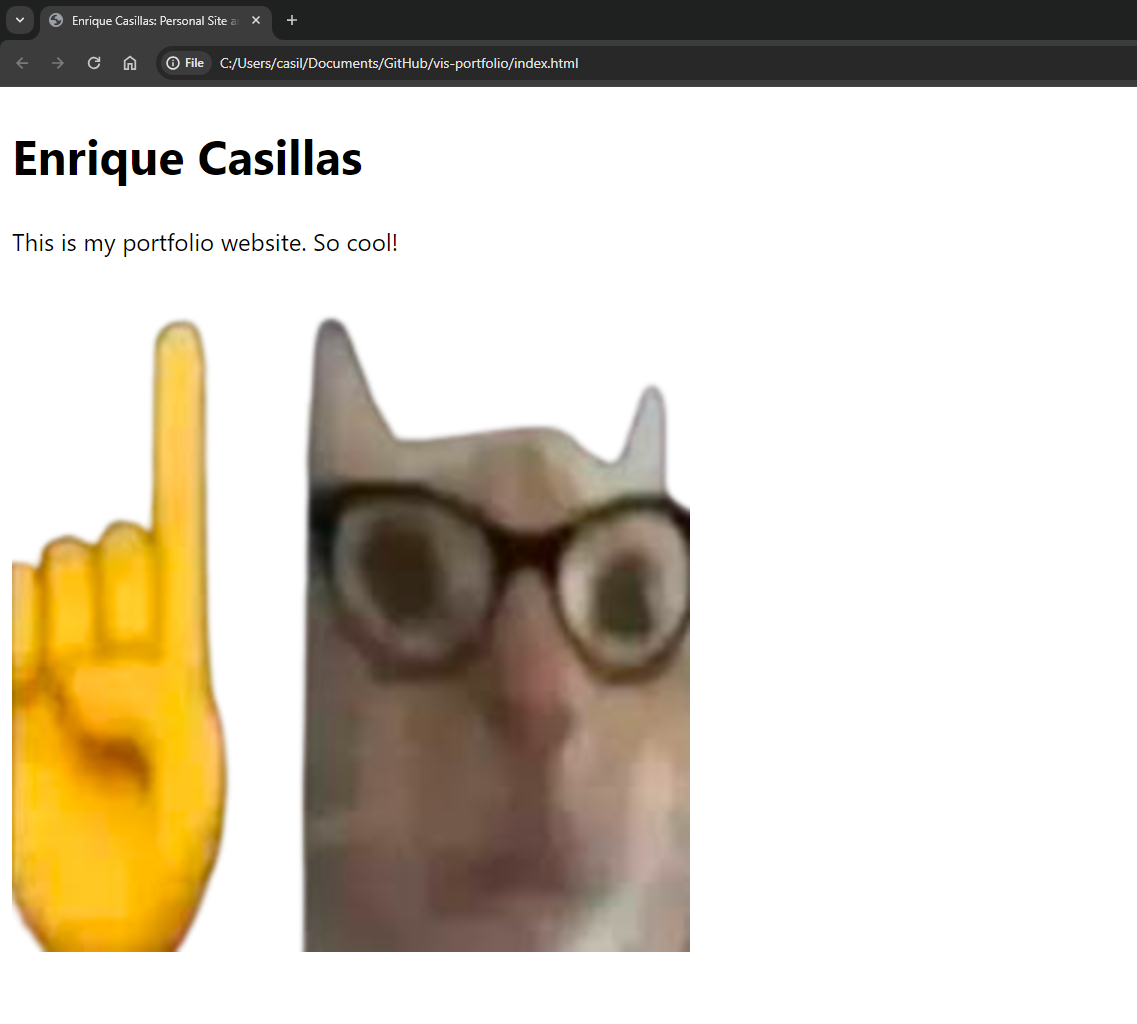 Enrique Casillas: Personal Site a
File
C:/Users/casil/Documents/GitHub/vis-portfolio/index.html
Enrique Casillas
This is my portfolio website. So cool!